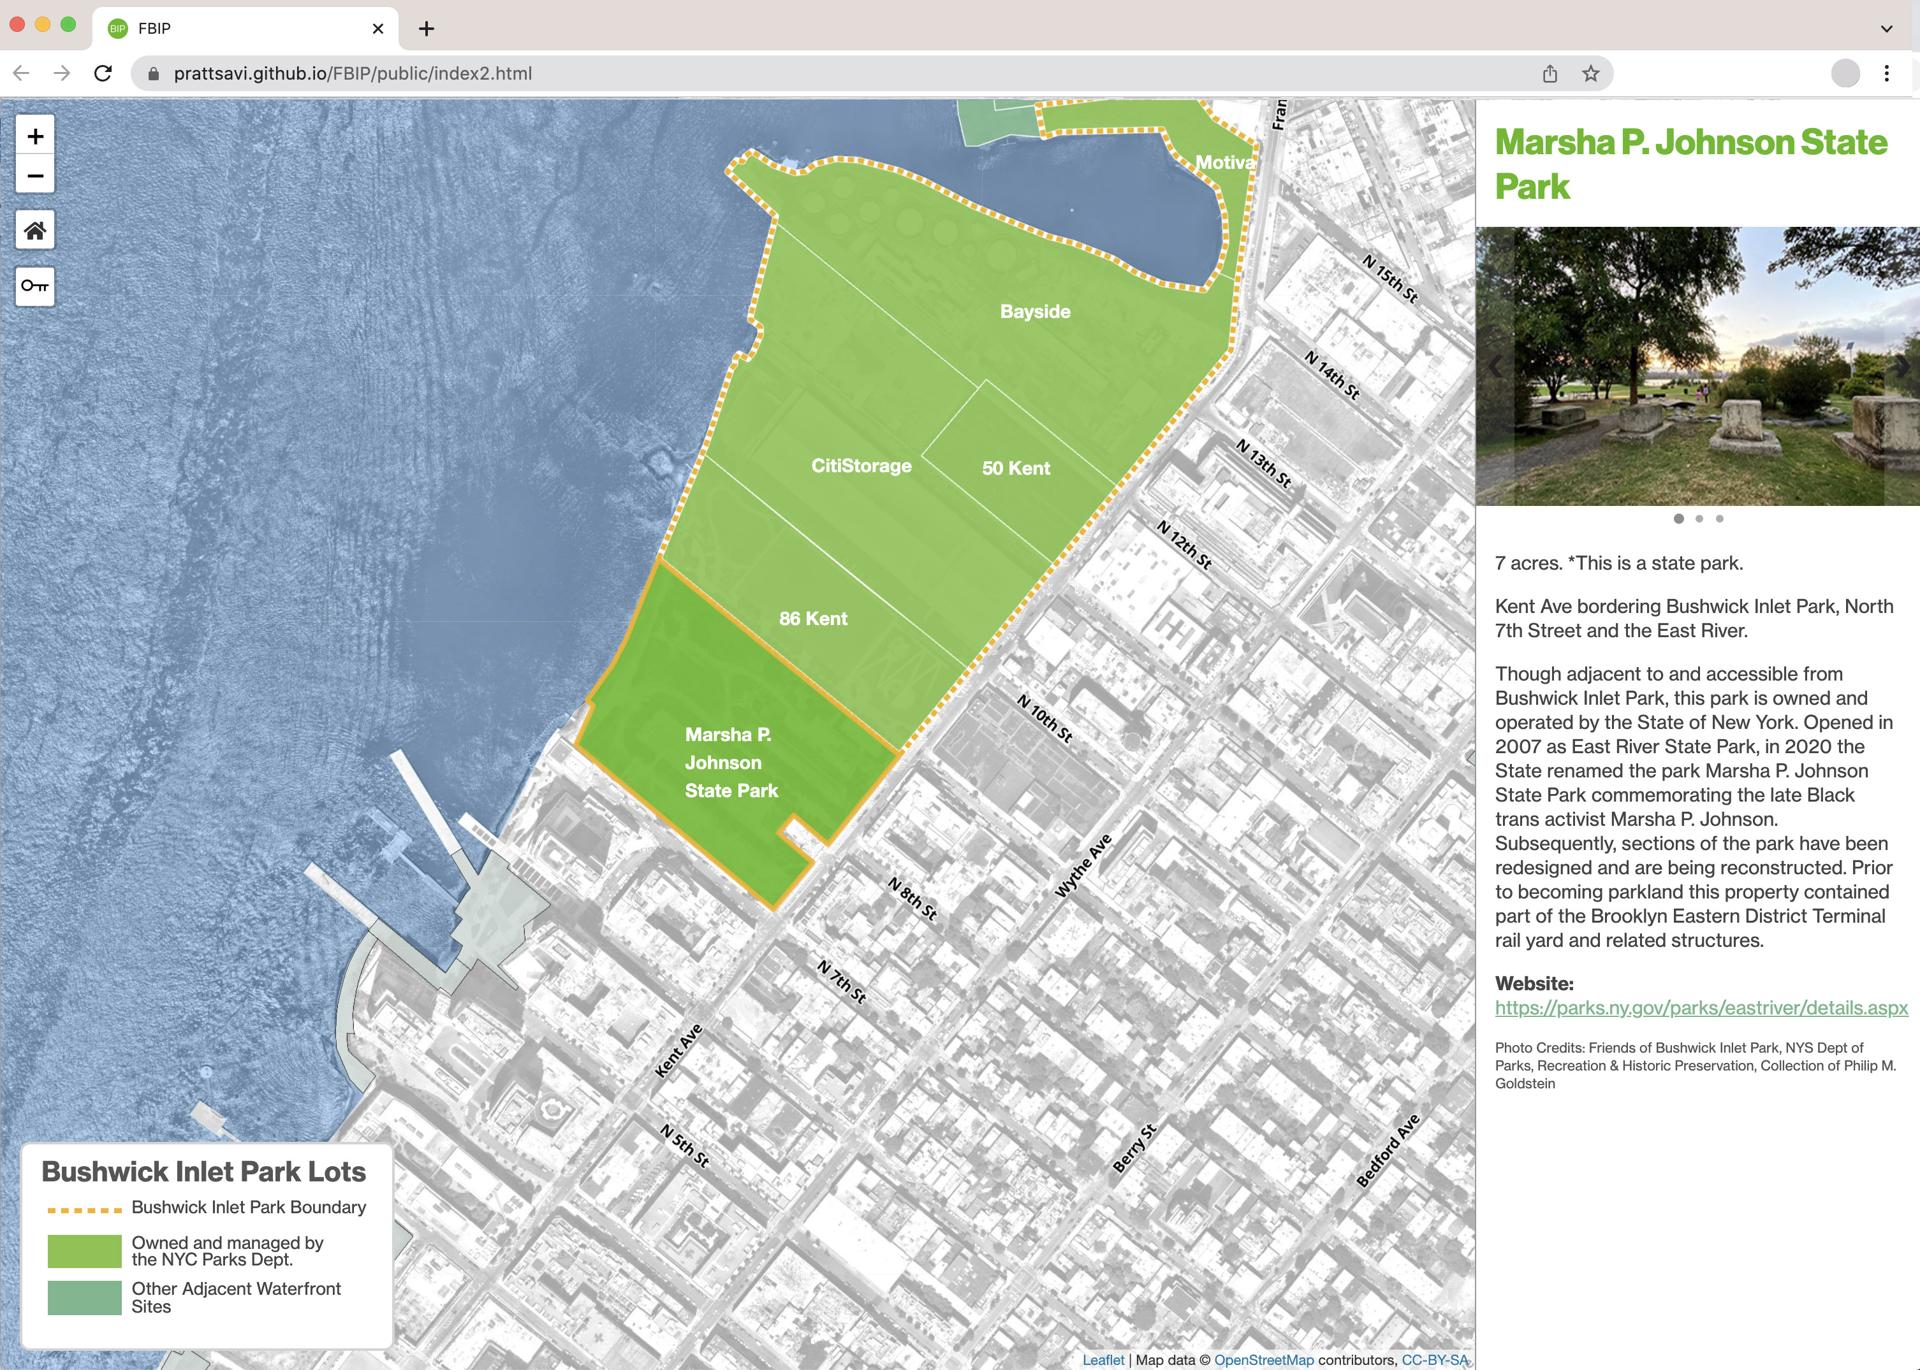 BIP
FBIP
prattsavi.github.io/FBIP/public/index2.html
+
−
Fran
Motiva
Bayside
CitiStorage
50 Kent
86 Kent
Marsha P.
Johnson
State Park
N 15th St
N 14th St
N 13th St
N 12th St
N 10th St
N 8th St
N 7th St
N 5th St
Wythe Ave
Kent Ave
Berry St
Bedford Ave
Bushwick Inlet Park Lots
Bushwick Inlet Park Boundary
Owned and managed by
the NYC Parks Dept.
Other Adjacent Waterfront
Sites
Leaflet | Map data © OpenStreetMap contributors, CC-BY-SA
Marsha P. Johnson State
Park
7 acres. *This is a state park.
Kent Ave bordering Bushwick Inlet Park, North
7th Street and the East River.
Though adjacent to and accessible from
Bushwick Inlet Park, this park is owned and
operated by the State of New York. Opened in
2007 as East River State Park, in 2020 the
State renamed the park Marsha P. Johnson
State Park commemorating the late Black
trans activist Marsha P. Johnson.
Subsequently, sections of the park have been
redesigned and are being reconstructed. Prior
to becoming parkland this property contained
part of the Brooklyn Eastern District Terminal
rail yard and related structures.
Website:
https://parks.ny.gov/parks/eastriver/details.aspx
Photo Credits: Friends of Bushwick Inlet Park, NYS Dept of
Parks, Recreation & Historic Preservation, Collection of Philip M.
Goldstein